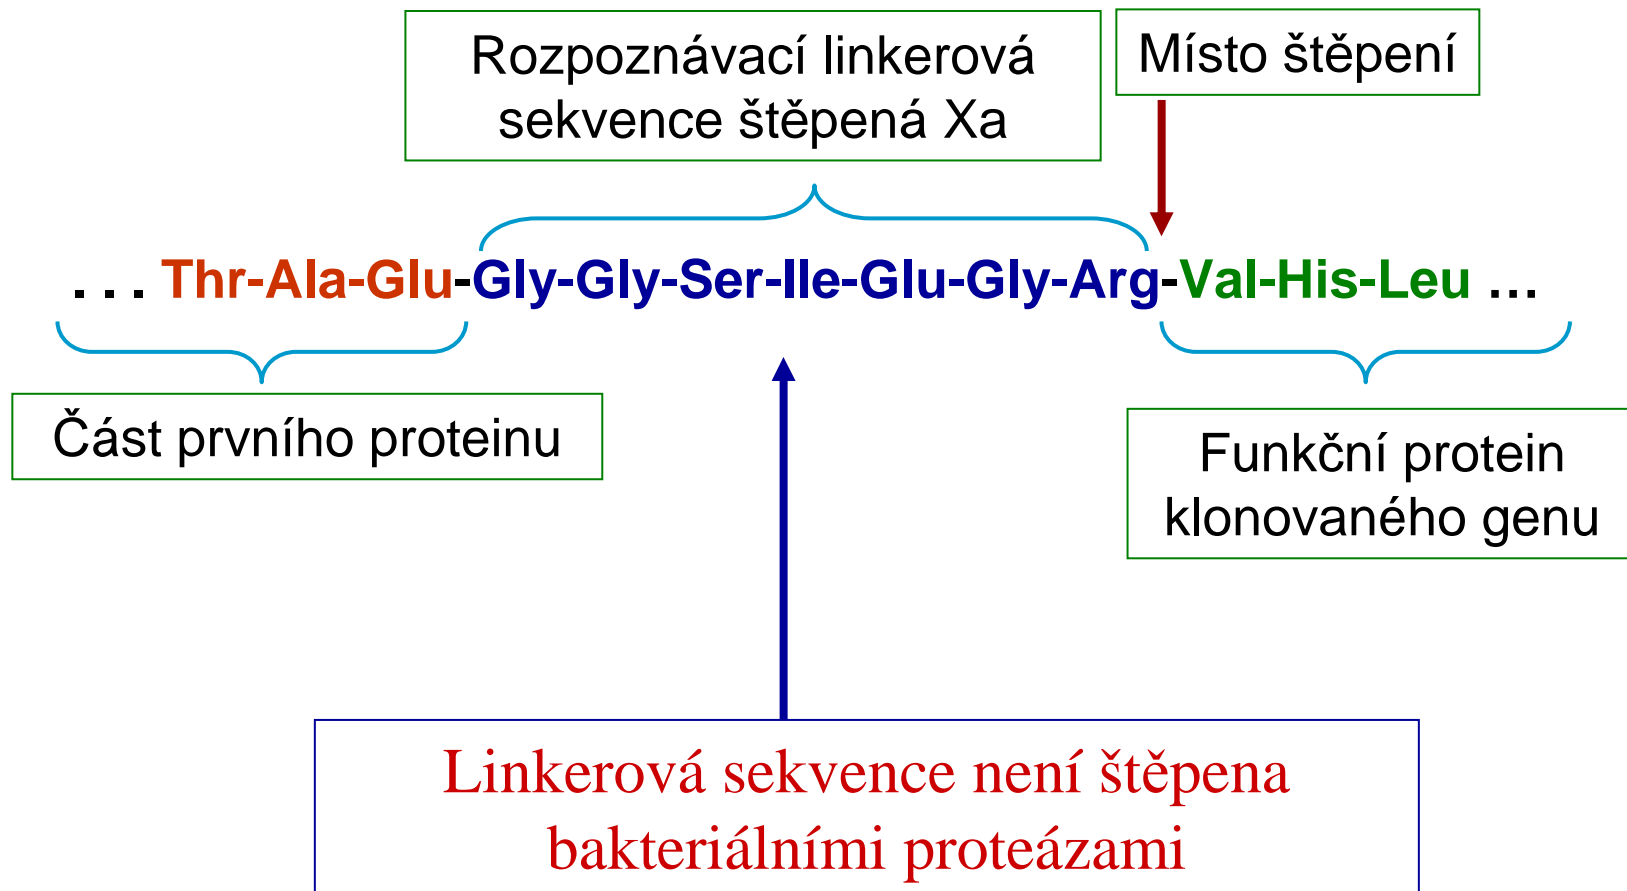 Rozpoznávací linkerová
sekvence štěpená Xa
Místo štěpení
. . . Thr-Ala-Glu-Gly-Gly-Ser-Ile-Glu-Gly-Arg-Val-His-Leu ...
Část prvního proteinu
Funkční protein
klonovaného genu
Linkerová sekvence není štěpena
bakteriálními proteázami